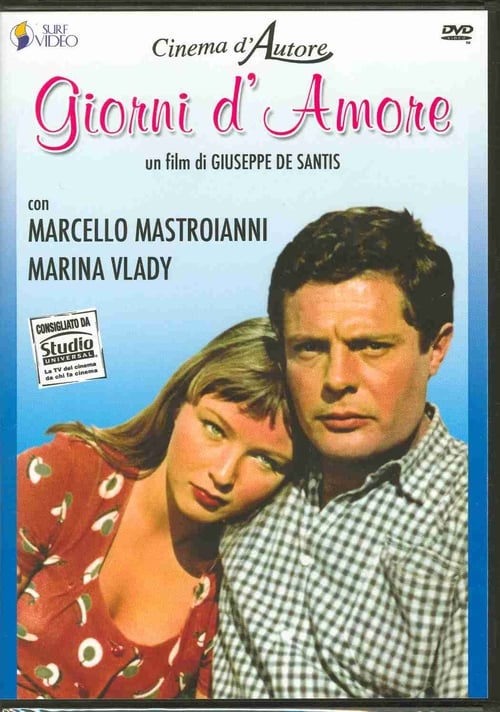 SURF
VIDEO
DVD
VIDEO
Cinema d'Autore
Giorni d' Amore
un film di GIUSEPPE DE SANTIS
con
MARCELLO MASTROIANNI
MARINA VLADY
CONSIGLIATO DA
Studio
UNIVERSAL
La TV del cinema
da chi fa cinema